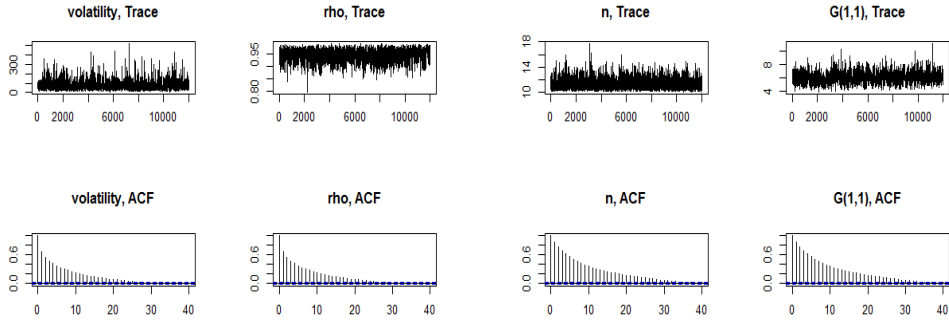 volatility, Trace
rho, Trace
n, Trace
G(1,1), Trace
0 300
0.80 0.95
10 14 18
4 8
0 2000 6000 10000
0 2000 6000 10000
0 2000 6000 10000
0 2000 6000 10000
volatility, ACF
rho, ACF
n, ACF
G(1,1), ACF
0.0 0.6
0.0 0.6
0.0 0.6
0.0 0.6
0 10 20 30 40
0 10 20 30 40
0 10 20 30 40
0 10 20 30 40